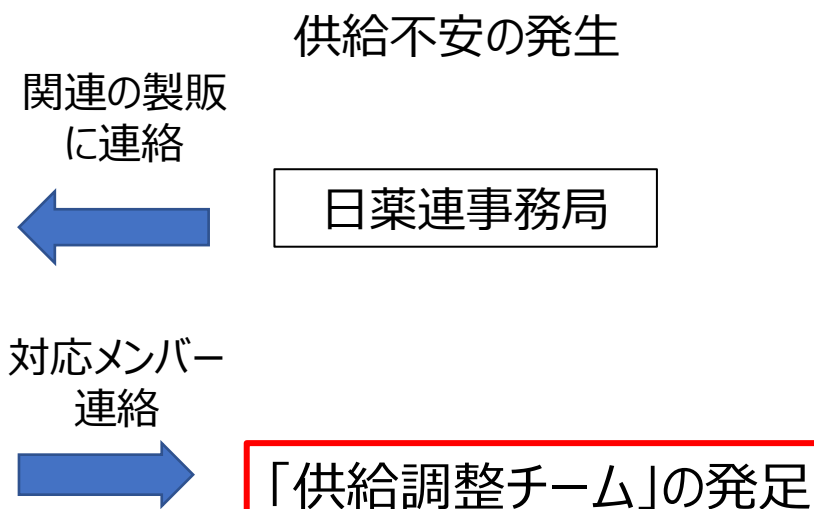 供給不安の発生
関連の製販
に連絡
日薬連事務局
対応メンバー
連絡
「供給調整チーム」の発足